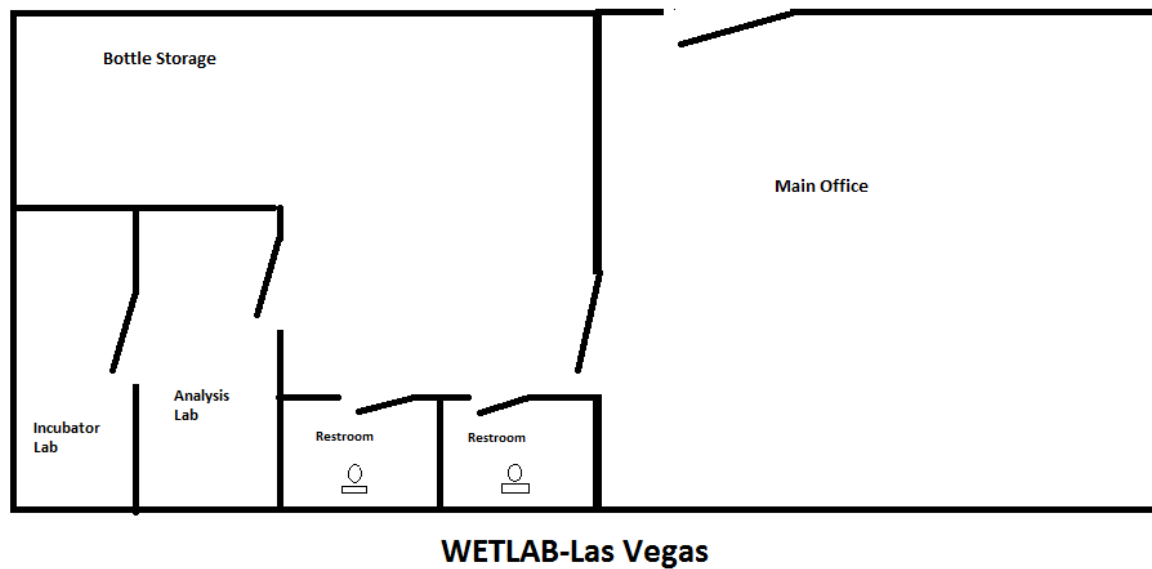 Bottle Storage
Main Office
Analysis
Lab
Incubator
Lab
Restroom
Restroom
WETLAB-Las Vegas